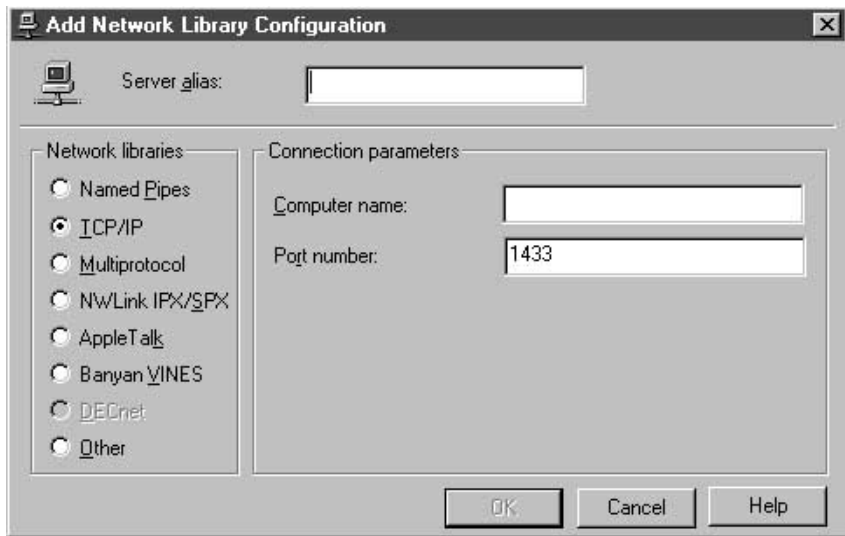 Add Network Library Configuration
Server alias:
Network libraries
Named Pipes
TCP/IP
Multiprotocol
NWLink IPX/SPX
AppleTalk
Banyan VINES
DECnet
Other
Connection parameters
Computer name:
Port number: 1433
OK Cancel Help